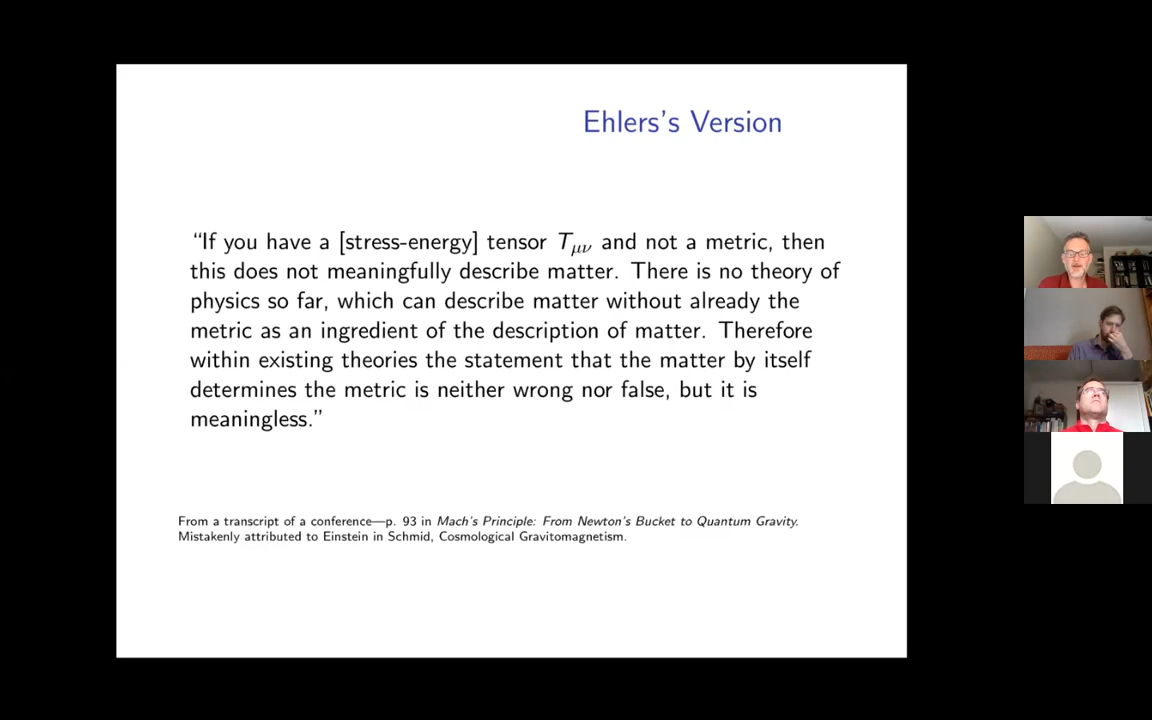 Ehlers’s Version
“If you have a [stress-energy] tensor Tμν and not a metric, then
this does not meaningfully describe matter. There is no theory of
physics so far, which can describe matter without already the
metric as an ingredient of the description of matter. Therefore
within existing theories the statement that the matter by itself
determines the metric is neither wrong nor false, but it is
meaningless.”
From a transcript of a conference—p. 93 in Mach’s Principle: From Newton’s Bucket to Quantum Gravity.
Mistakenly attributed to Einstein in Schmid, Cosmological Gravitomagnetism.